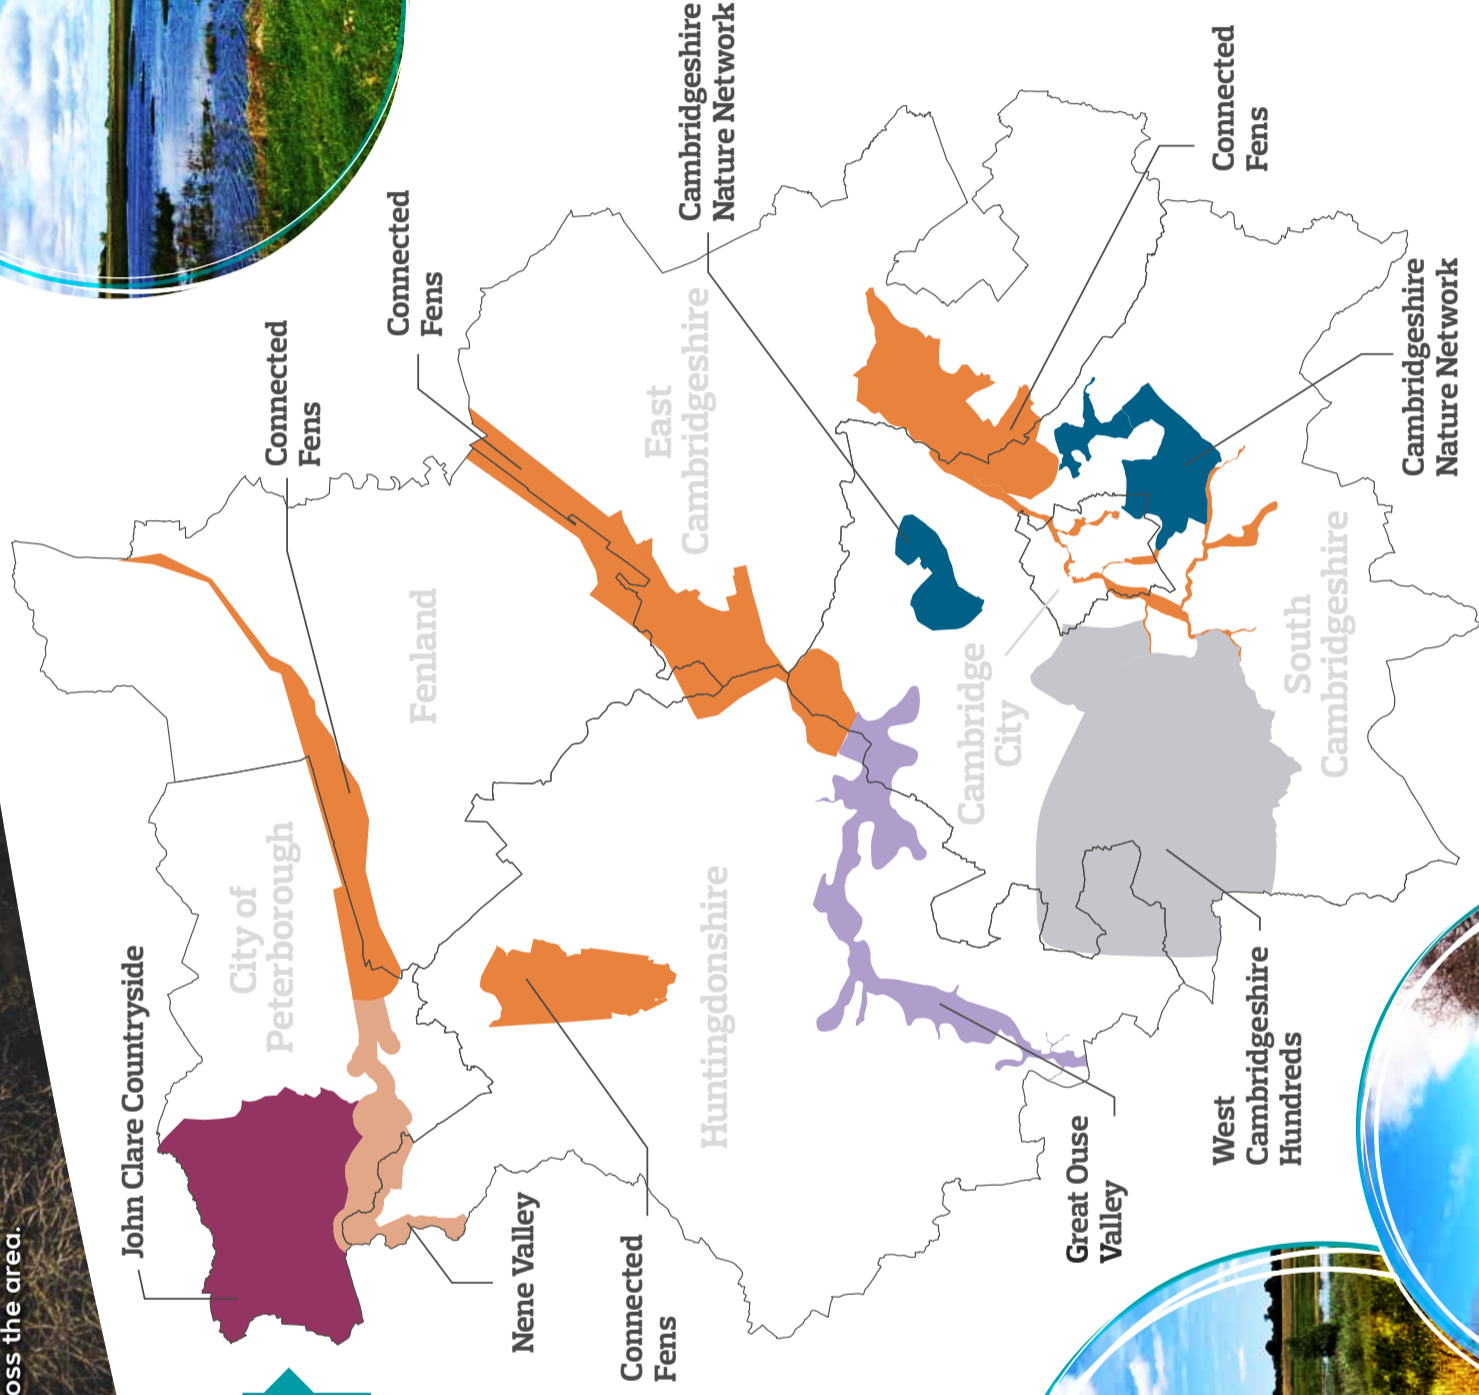 oss the area.
John Clare Countryside
City of
Peterborough
Connected
Fens
Connected
Fens
Fenland
Nene Valley
Connected
Fens
Huntingdonshire
East
Cambridgeshire
Cambridgeshire
Nature Network
Cambridge
City
Great Ouse
Valley
West
Cambridgeshire
Hundreds
South
Cambridgeshire
Connected
Fens
Cambridgeshire
Nature Network